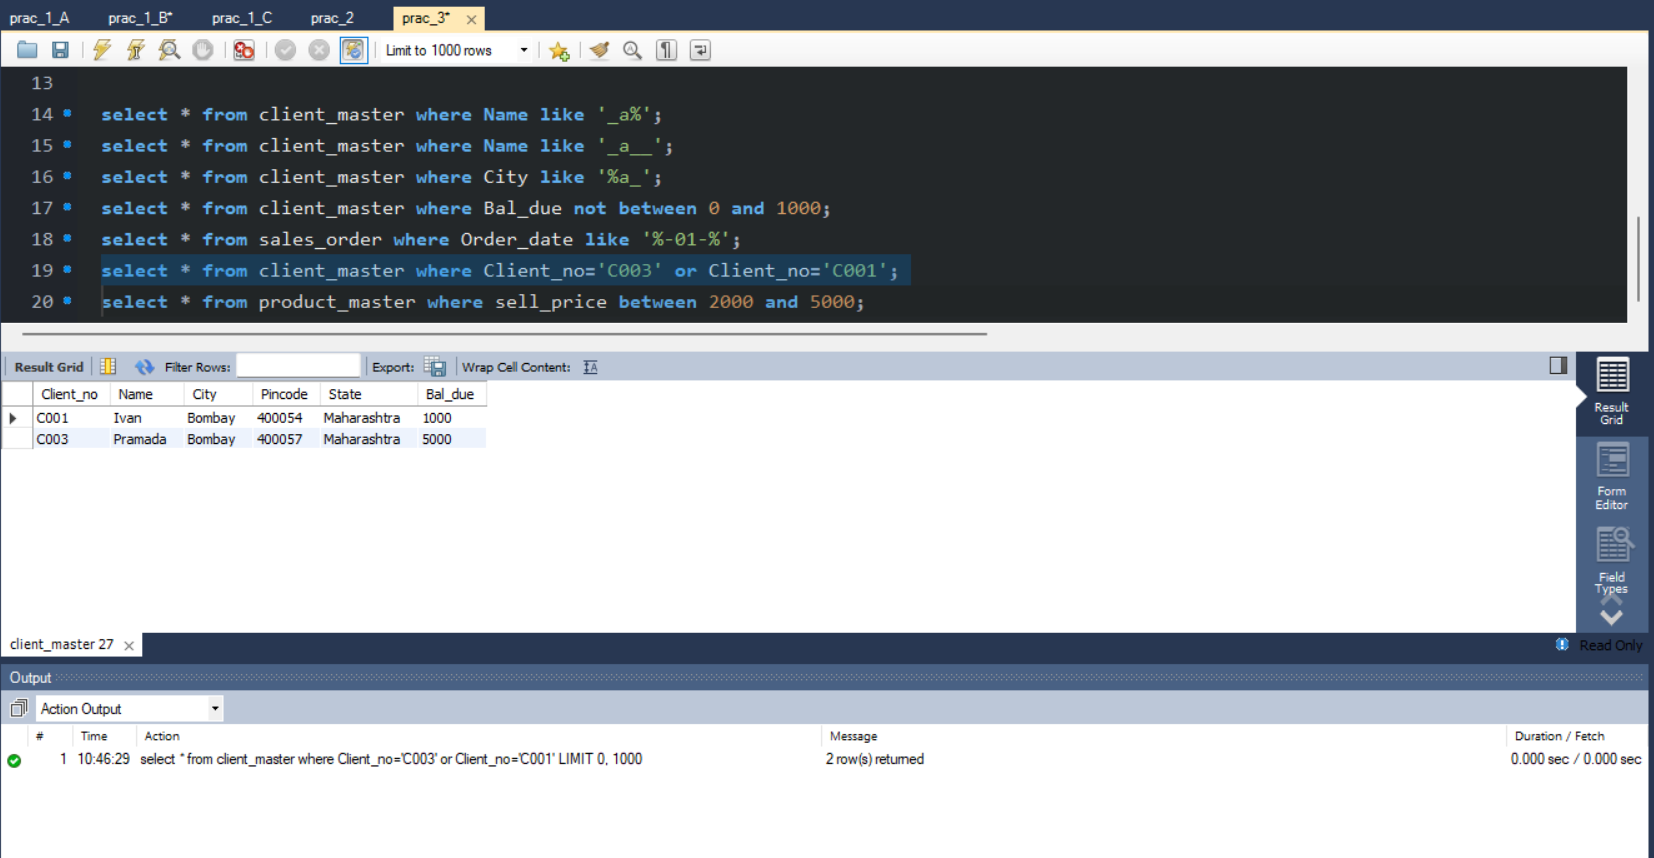 prac_1_A prac_1_B* prac_1_C prac_2 prac_3*
Limit to 1000 rows
13
14 select * from client_master where Name like '_a%';
15 select * from client_master where Name like '_a__';
16 select * from client_master where City like '%a_';
17 select * from client_master where Bal_due not between 0 and 1000;
18 select * from sales_order where Order_date like '%-01-%';
19 select * from client_master where Client_no='C003' or Client_no='C001';
20 select * from product_master where sell_price between 2000 and 5000;
Result Grid Filter Rows: Export: Wrap Cell Content:
Client_no Name City Pincode State Bal_due
C001 Ivan Bombay 400054 Maharashtra 1000
C003 Pramada Bombay 400057 Maharashtra 5000
Result
Grid
Form
Editor
Field
Types
client_master 27 Read Only
Output
Action Output
# Time Action Message Duration / Fetch
1 10:46:29 select * from client_master where Client_no='C003' or Client_no='C001' LIMIT 0, 1000 2 row(s) returned 0.000 sec / 0.000 sec